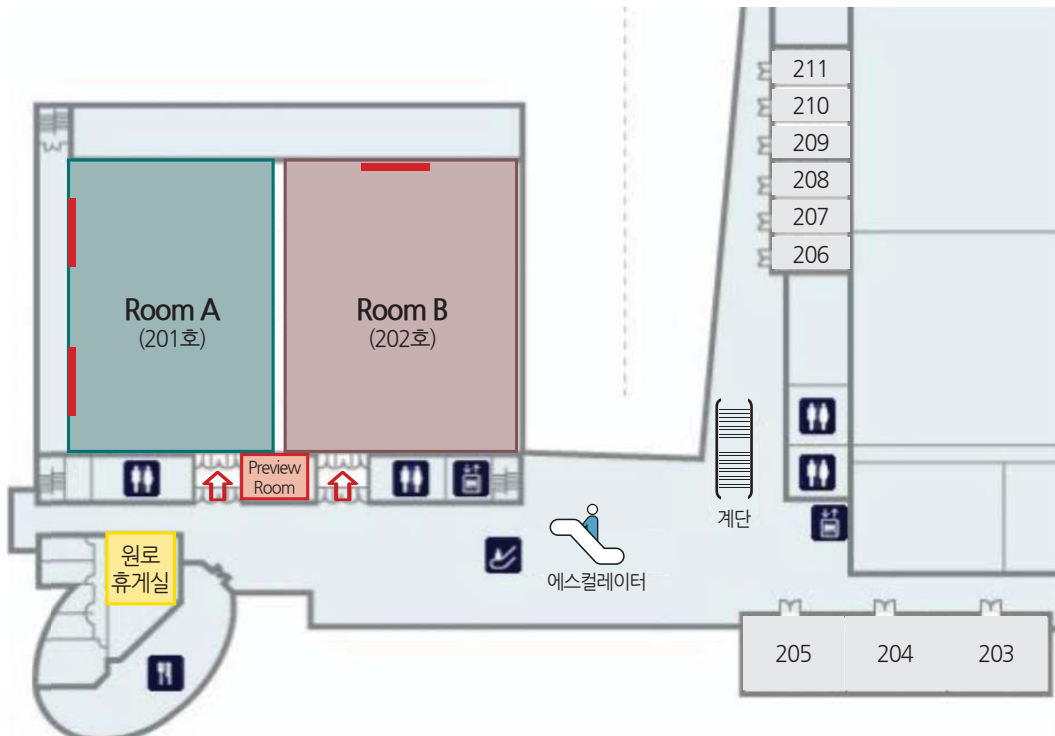 211
210
209
208
207
206
Room A
(201호)
Room B
(202호)
Preview
Room
계단
에스컬레이터
원로
휴게실
205
204
203